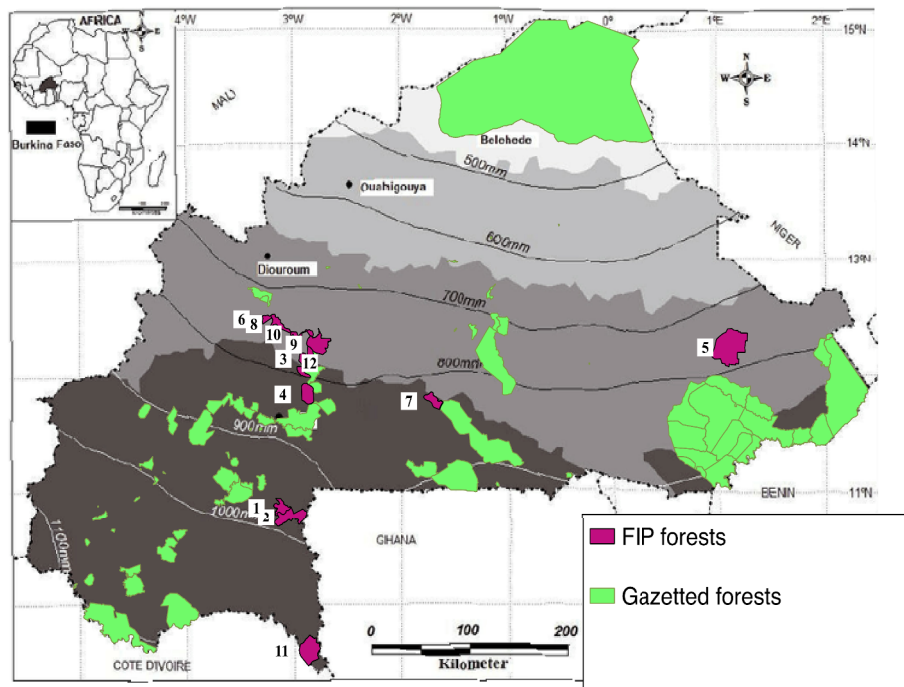 4°W
3°W
2°W
1°W
0°
1°E
2°E
15°N
AFRICA
N
W
E
S
Burkina Faso
MALI
N
W
E
S
Belehede
14°N
500mm
Ouahigouya
600mm
NIGER
13°N
Diouroum
700mm
6
8
10
9
3
12
5
800mm
4
7
900mm
11°N
BENIN
1
2
1000m
1100mm
GHANA
FIP forests
Gazetted forests
11
0
100
200
Kilometer
COTE D'IVOIRE